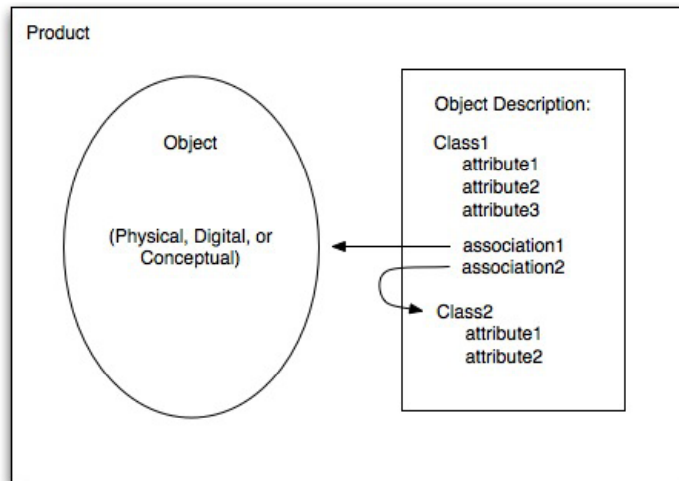 Product
Object
(Physical, Digital, or
Conceptual)
Object Description:
Class1
attribute1
attribute2
attribute3
association1
association2
Class2
attribute1
attribute2